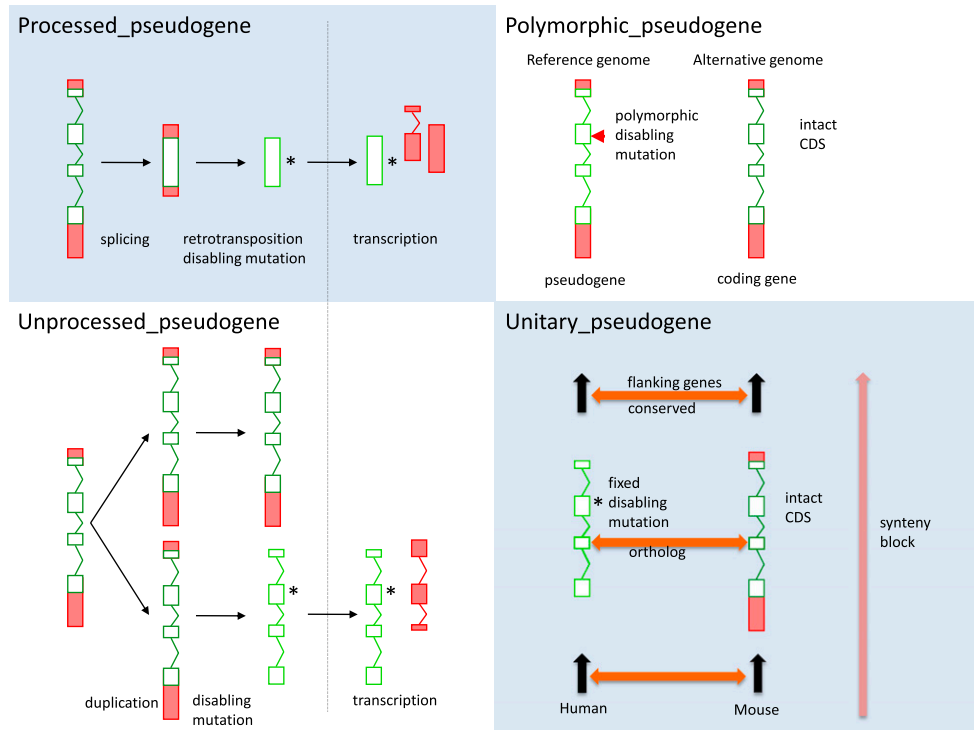 Processed_pseudogene
*
*
splicing
retrotransposition
disabling mutation
transcription
Polymorphic_pseudogene
Reference genome
Alternative genome
polymorphic
disabling
mutation
intact
CDS
pseudogene
coding gene
Unprocessed_pseudogene
*
*
duplication
disabling
mutation
transcription
Unitary_pseudogene
flanking genes
conserved
* fixed
disabling
mutation
intact
CDS
ortholog
synteny
block
Human
Mouse